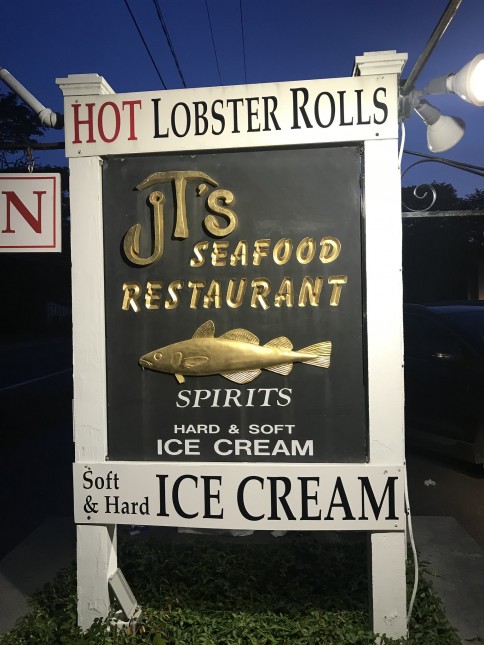 HOT LOBSTER ROLLS
N
JT'S
SEAFOOD
RESTAURANT
SPIRITS
HARD & SOFT
ICE CREAM
Soft
& Hard ICE CREAM